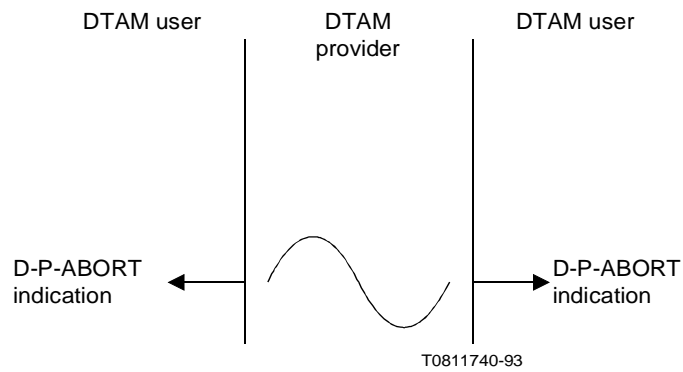 DTAM user
DTAM
provider
DTAM user
D-P-ABORT
indication
D-P-ABORT
indication
T0811740-93